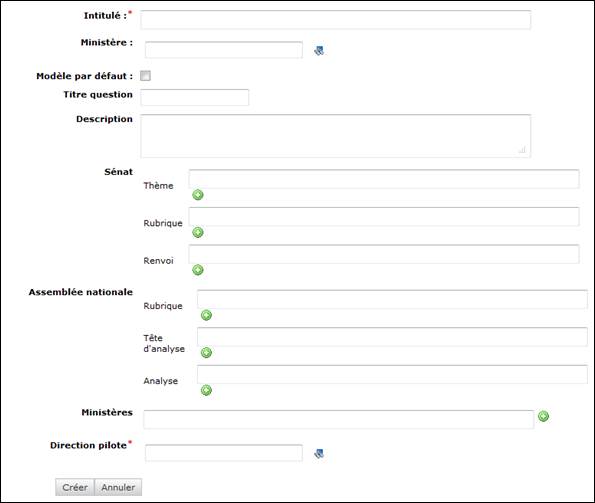 Intitulé :*
Ministère :
Modèle par défaut :
Titre question
Description
Sénat
Thème
Rubrique
Renvoi
Assemblée nationale
Rubrique
Tête
d'analyse
Analyse
Ministères
Direction pilote*
Créer Annuler